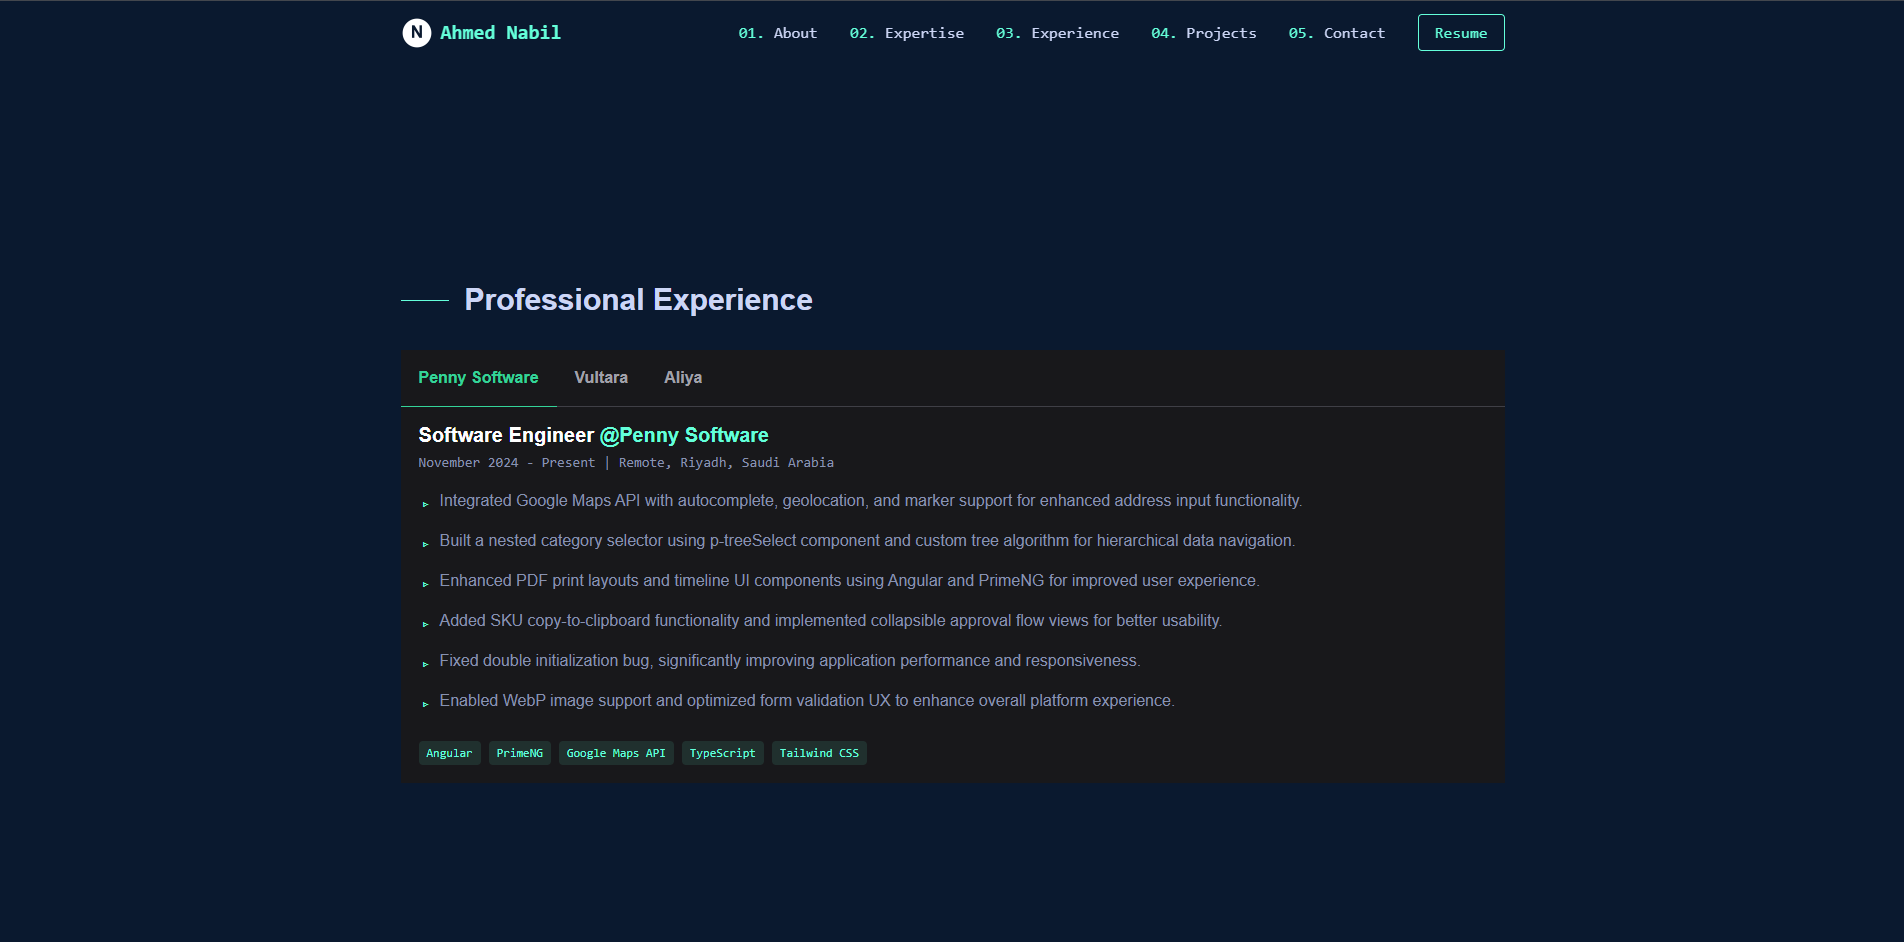 N Ahmed Nabil 01. About 02. Expertise 03. Experience 04. Projects 05. Contact Resume
Professional Experience
Penny Software Vultara Aliya
Software Engineer @Penny Software
November 2024 - Present | Remote, Riyadh, Saudi Arabia
▹ Integrated Google Maps API with autocomplete, geolocation, and marker support for enhanced address input functionality.
▹ Built a nested category selector using p-treeSelect component and custom tree algorithm for hierarchical data navigation.
▹ Enhanced PDF print layouts and timeline UI components using Angular and PrimeNG for improved user experience.
▹ Added SKU copy-to-clipboard functionality and implemented collapsible approval flow views for better usability.
▹ Fixed double initialization bug, significantly improving application performance and responsiveness.
▹ Enabled WebP image support and optimized form validation UX to enhance overall platform experience.
Angular PrimeNG Google Maps API TypeScript Tailwind CSS